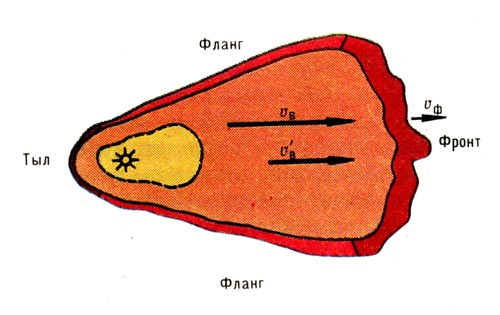 Фланг
v_в
v_ф
v'_в
Фронт
Тыл
Фланг